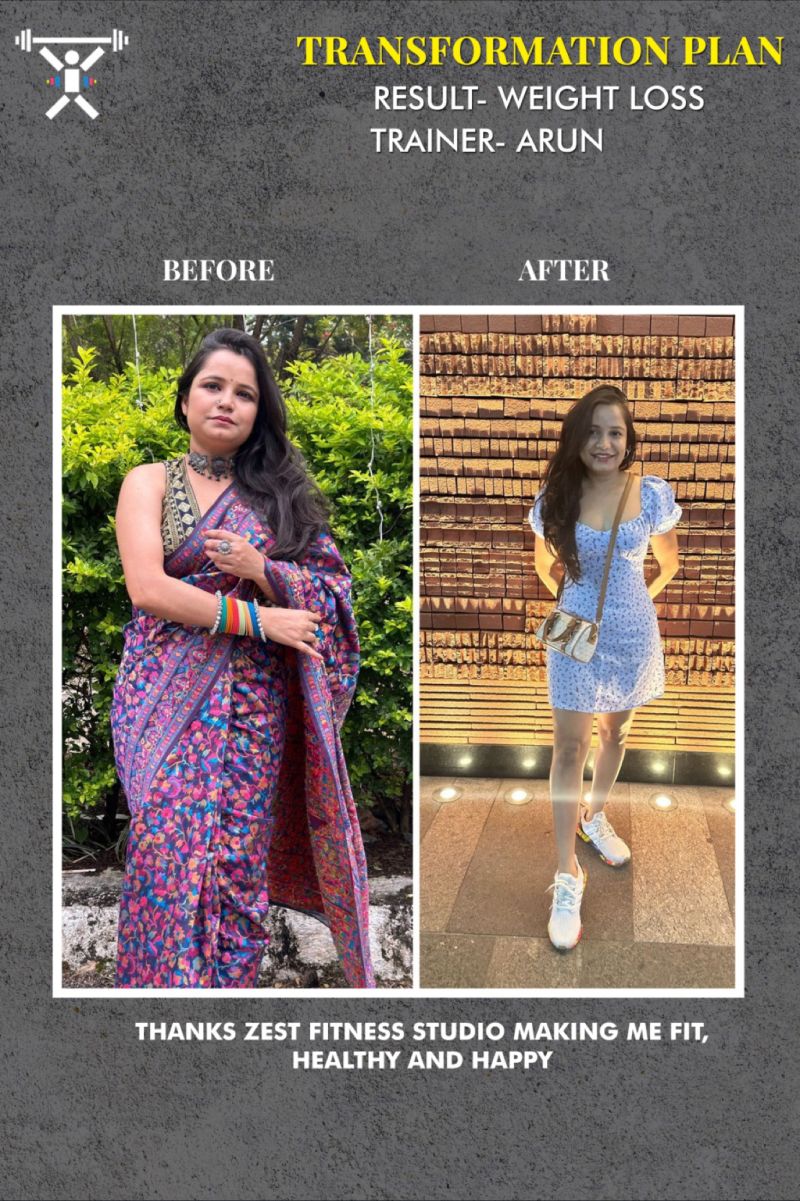 TRANSFORMATION PLAN
RESULT- WEIGHT LOSS
TRAINER- ARUN
BEFORE
AFTER
THANKS ZEST FITNESS STUDIO MAKING ME FIT,
HEALTHY AND HAPPY